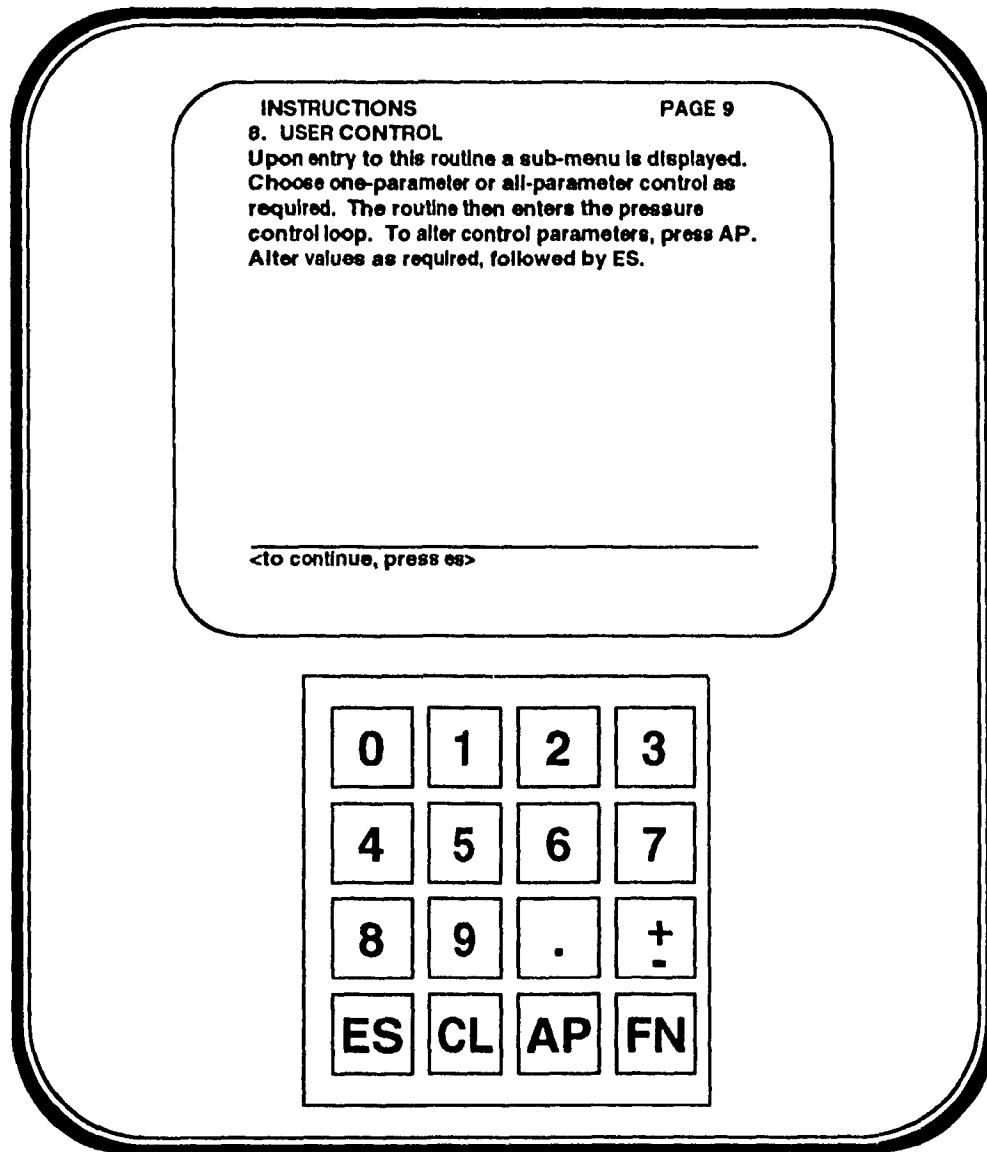 INSTRUCTIONS PAGE 9
8. USER CONTROL
Upon entry to this routine a sub-menu is displayed.
Choose one-parameter or all-parameter control as
required. The routine then enters the pressure
control loop. To alter control parameters, press AP.
Alter values as required, followed by ES.
<to continue, press es>
0 1 2 3
4 5 6 7
8 9 . +
-
ES CL AP FN